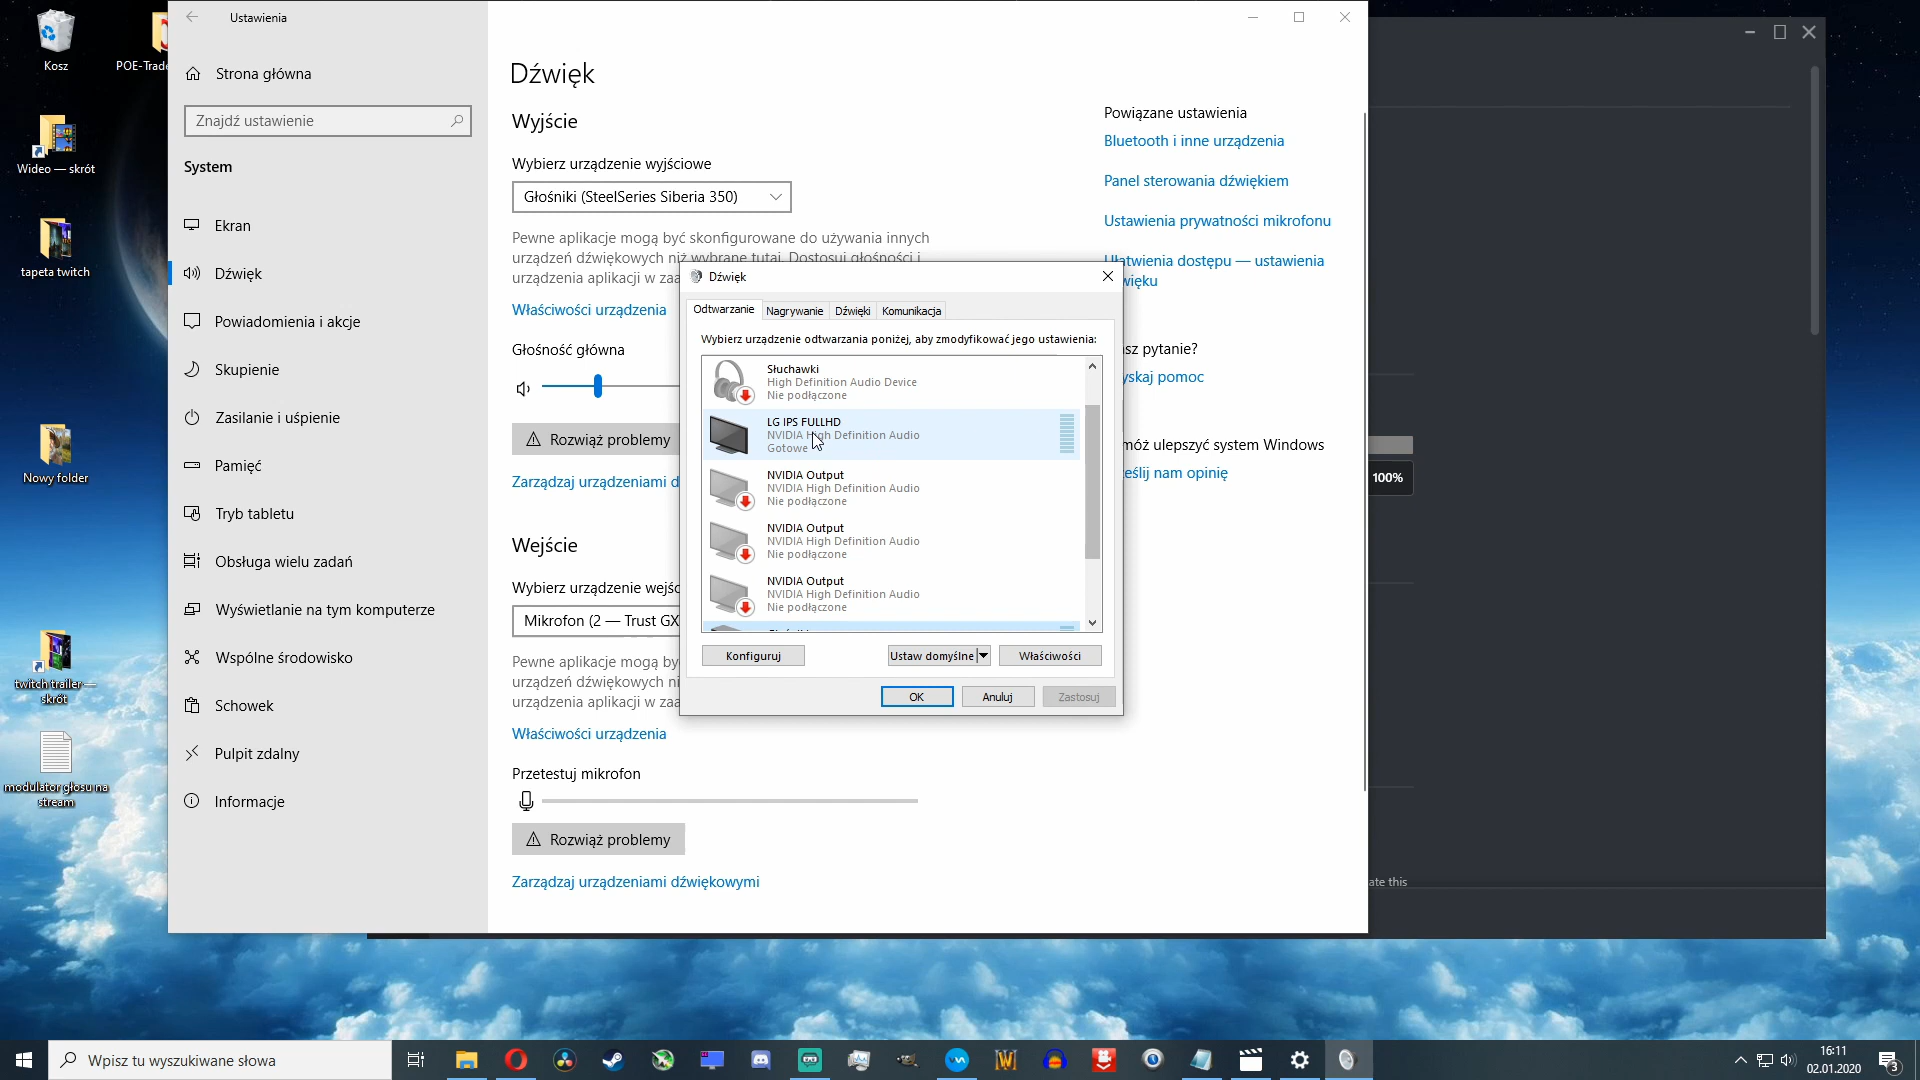 Kosz
POE-Trade
Wideo — skrót
tapeta twitch
Nowy folder
twitch trailer —
skrót
modulator głosu na
stream
Ustawienia
Strona główna
Znajdź ustawienie
System
Ekran
Dźwięk
Powiadomienia i akcje
Skupienie
Zasilanie i uśpienie
Pamięć
Tryb tabletu
Obsługa wielu zadań
Wyświetlanie na tym komputerze
Wspólne środowisko
Schowek
Pulpit zdalny
Informacje
Dźwięk
Wyjście
Wybierz urządzenie wyjściowe
Głośniki (SteelSeries Siberia 350)
Pewne aplikacje mogą być skonfigurowane do używania innych
urządzeń dźwiękowych niż wybrane tutaj. Dostosuj głośności i
urządzenia aplikacji w zaa
Właściwości urządzenia
Głośność główna
Rozwiąż problemy
Zarządzaj urządzeniami d
Wejście
Wybierz urządzenie wejśc
Mikrofon (2 — Trust GX
Pewne aplikacje mogą by
urządzeń dźwiękowych ni
urządzenia aplikacji w zaa
Właściwości urządzenia
Przetestuj mikrofon
Rozwiąż problemy
Zarządzaj urządzeniami dźwiękowymi
Powiązane ustawienia
Bluetooth i inne urządzenia
Panel sterowania dźwiękiem
Ustawienia prywatności mikrofonu
Ułatwienia dostępu — ustawienia
więku
sz pytanie?
yskaj pomoc
móż ulepszyć system Windows
eślij nam opinię
Dźwięk
Odtwarzanie
Nagrywanie
Dźwięki
Komunikacja
Wybierz urządzenie odtwarzania poniżej, aby zmodyfikować jego ustawienia:
Słuchawki
High Definition Audio Device
Nie podłączone
LG IPS FULLHD
NVIDIA High Definition Audio
Gotowe
NVIDIA Output
NVIDIA High Definition Audio
Nie podłączone
NVIDIA Output
NVIDIA High Definition Audio
Nie podłączone
NVIDIA Output
NVIDIA High Definition Audio
Nie podłączone
Konfiguruj
Ustaw domyślne
Właściwości
OK
Anuluj
Zastosuj
100%
ate this
Wpisz tu wyszukiwane słowa
16:11
02.01.2020
3